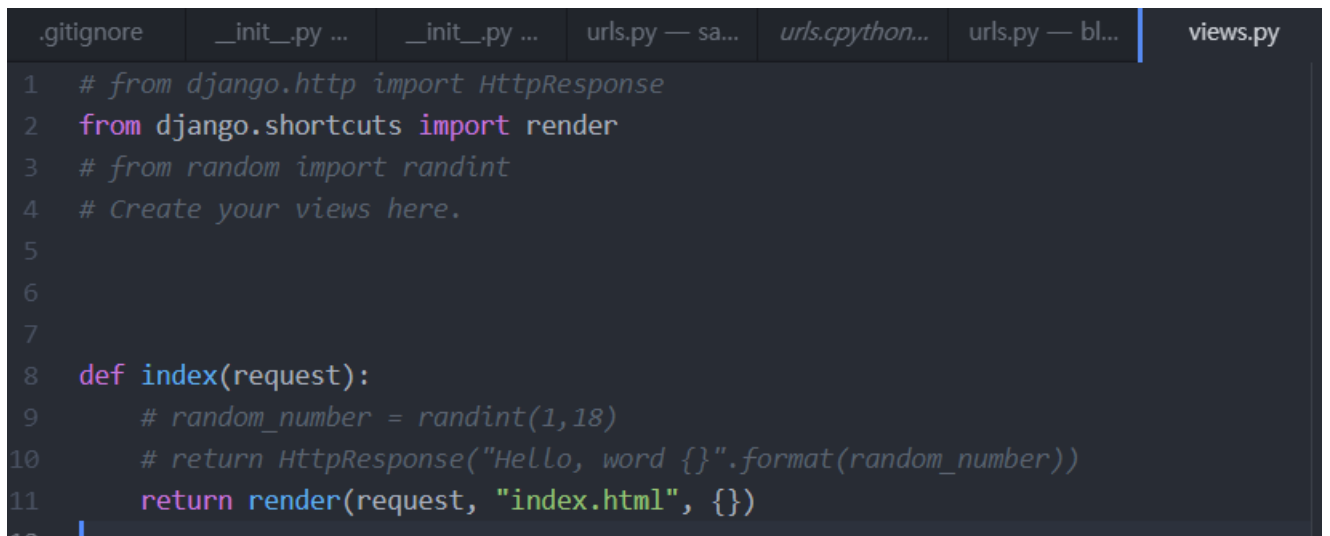 .gitignore __init__.py ... __init__.py ... urls.py — sa... urls.cpython... urls.py — bl... views.py
1 # from django.http import HttpResponse
2 from django.shortcuts import render
3 # from random import randint
4 # Create your views here.
5
6
7
8 def index(request):
9 # random_number = randint(1,18)
10 # return HttpResponse("Hello, word {}".format(random_number))
11 return render(request, "index.html", {})